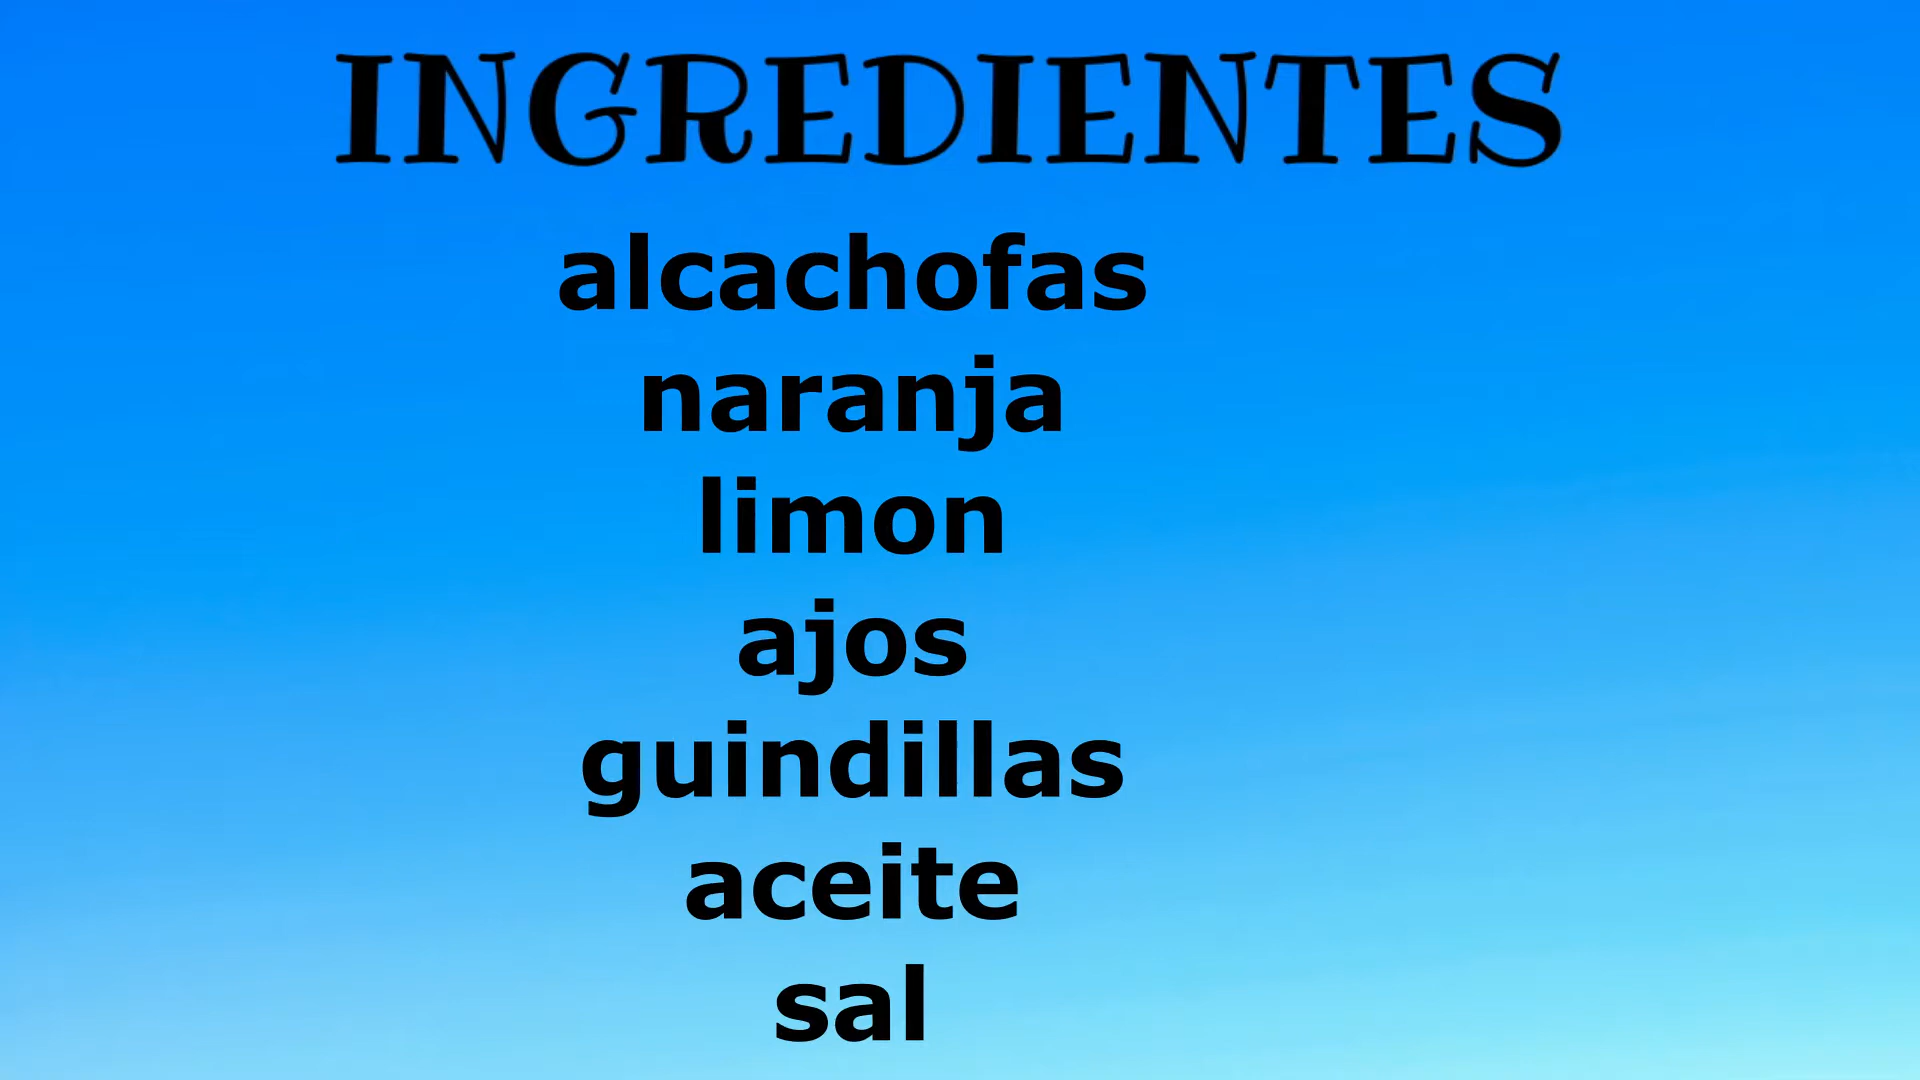 INGREDIENTES
alcachofas
naranja
limon
ajos
guindillas
aceite
sal